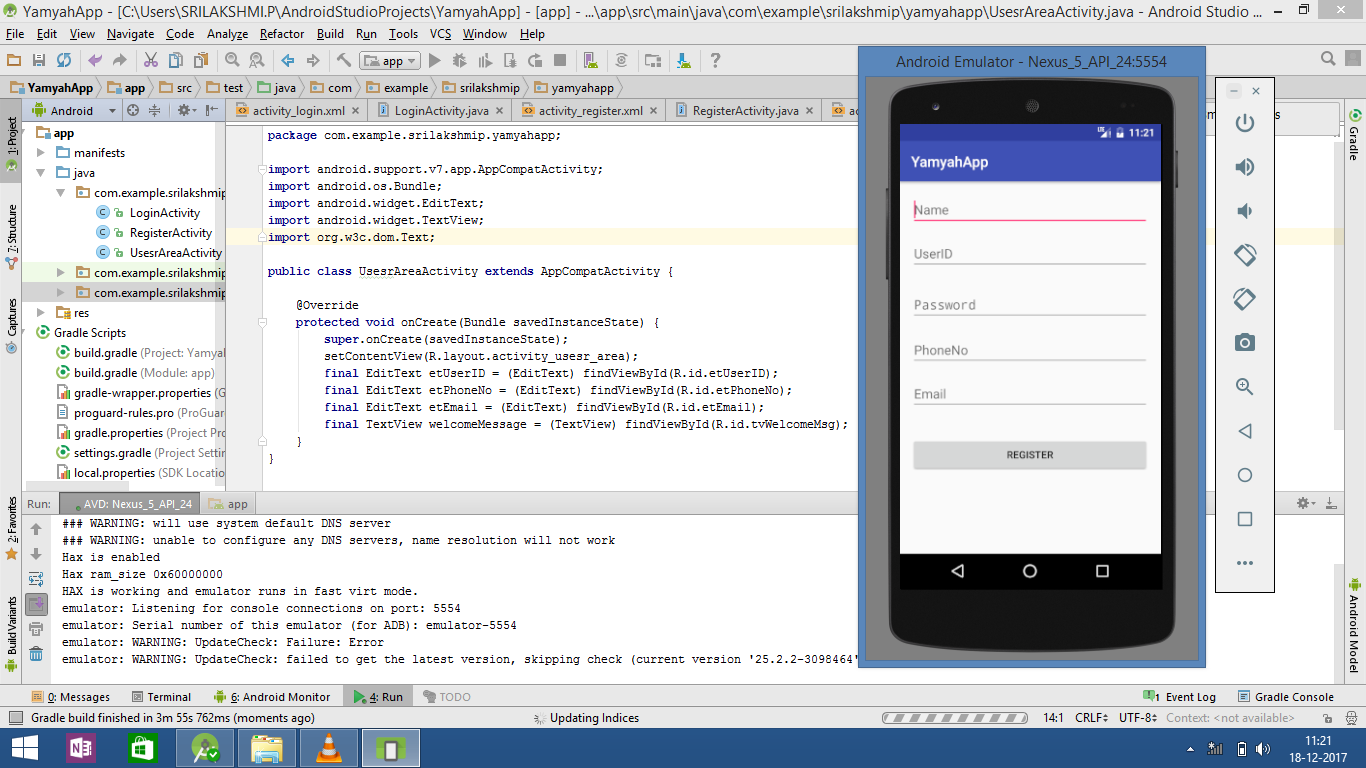 YamyahApp - [C:\Users\SRILAKSHMI.P\AndroidStudioProjects\YamyahApp] - [app] - ...\app\src\main\java\com\example\srilakshmip\yamyahapp\UsesrAreaActivity.java - Android Studio ...
File Edit View Navigate Code Analyze Refactor Build Run Tools VCS Window Help
app
YamyahApp app src test java com example srilakshmip yamyahapp
Android
activity_login.xml LoginActivity.java activity_register.xml RegisterActivity.java
1: Project
7: Structure
Captures
2: Favorites
Build Variants
app
manifests
java
com.example.srilakshmip
LoginActivity
RegisterActivity
UsesrAreaActivity
com.example.srilakshmip
com.example.srilakshmip
res
Gradle Scripts
build.gradle (Project: Yamyal
build.gradle (Module: app)
gradle-wrapper.properties (G
proguard-rules.pro (ProGuar
gradle.properties (Project Pro
settings.gradle (Project Settin
local.properties (SDK Locatio
package com.example.srilakshmip.yamyahapp;
import android.support.v7.app.AppCompatActivity;
import android.os.Bundle;
import android.widget.EditText;
import android.widget.TextView;
import org.w3c.dom.Text;
public class UsesrAreaActivity extends AppCompatActivity {
@Override
protected void onCreate(Bundle savedInstanceState) {
super.onCreate(savedInstanceState);
setContentView(R.layout.activity_usesr_area);
final EditText etUserID = (EditText) findViewById(R.id.etUserID);
final EditText etPhoneNo = (EditText) findViewById(R.id.etPhoneNo);
final EditText etEmail = (EditText) findViewById(R.id.etEmail);
final TextView welcomeMessage = (TextView) findViewById(R.id.tvWelcomeMsg);
}
}
Android Emulator - Nexus_5_API_24:5554
LTE 11:21
YamyahApp
Name
UserID
Password
PhoneNo
Email
REGISTER
Gradle
Android Model
Run: AVD: Nexus_5_API_24 app
### WARNING: will use system default DNS server
### WARNING: unable to configure any DNS servers, name resolution will not work
Hax is enabled
Hax ram_size 0x60000000
HAX is working and emulator runs in fast virt mode.
emulator: Listening for console connections on port: 5554
emulator: Serial number of this emulator (for ADB): emulator-5554
emulator: WARNING: UpdateCheck: Failure: Error
emulator: WARNING: UpdateCheck: failed to get the latest version, skipping check (current version '25.2.2-3098464'
0: Messages Terminal 6: Android Monitor 4: Run TODO 1 Event Log Gradle Console
Gradle build finished in 3m 55s 762ms (moments ago) Updating Indices 14:1 CRLF UTF-8 Context: <not available>
11:21
18-12-2017